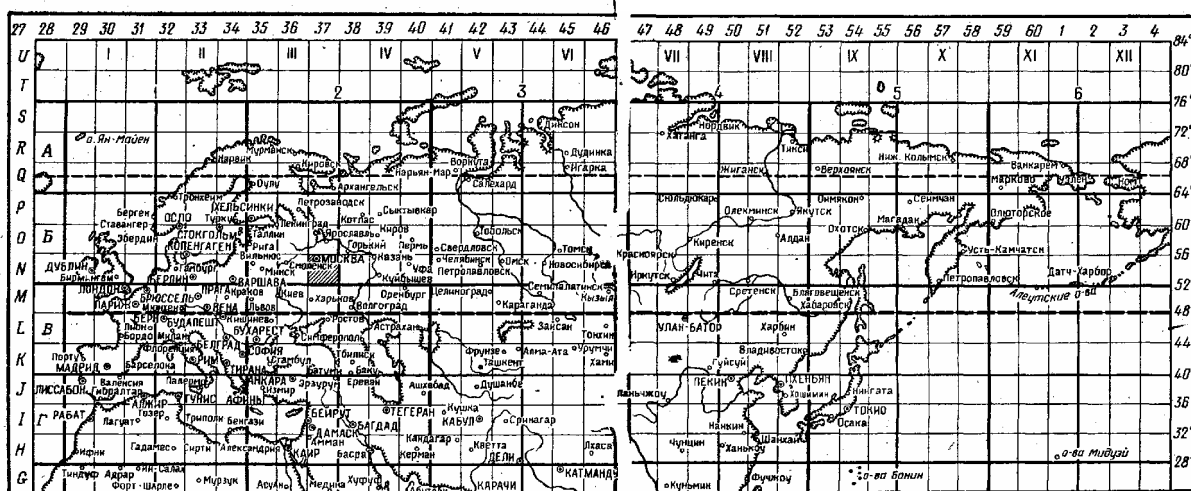 27 28 29 30 31 32 33 34 35 36 37 38 39 40 41 42 43 44 45 46 47 48 49 50 51 52 53 54 55 56 57 58 59 60 1 2 3 4
U I II III IV V VI VII VIII IX X XI XII 84°
T 2 3 4 5 6 80°
76°
S Диксон Нордвик
Хатанга
о. Ян-Майен 72°
R А Мурманск Дудинка Тикси
Нарвик Кировск Нарьян-Мар Воркута Игарка Жиганск Верхоянск Ниж. Колымск Ванкарем 68°
Q Оулу Архангельск Салехард Марково Уэлен Ном 64°
P Тронхейм Петрозаводск Сюльдюкар Оймякон Сеймчан
Берген ОСЛО ХЕЛЬСИНКИ Котлас Сыктывкар Олекминск Якутск Магадан Олюторское
Ставангер Турку Ленинград 60°
О Б Эбердин СТОКГОЛЬМ Таллин Ярославль Киров Тобольск Алдан Охотск
КОПЕНГАГЕН Рига Горький Пермь Свердловск Томск Киренск Усть-Камчатск 56°
N ДУБЛИН Гамбург Вильнюс Смоленск МОСКВА Казань Уфа Челябинск Омск Новосибирск Красноярск
Бирмингем БЕРЛИН Минск Куйбышев Петропавловск Иркутск Чита Петропавловск Датч-Харбор
ЛОНДОН ВАРШАВА Семипалатинск Алеутские о-ва 52°
M БРЮССЕЛЬ ПРАГА Краков Киев Харьков Оренбург Целиноград Кызыл Сретенск Благовещенск
ПАРИЖ Мюнхен ВЕНА Львов Волгоград Караганда Хабаровск 48°
БЕРН Кишинев Ростов
L В Лион БУДАПЕШТ БУХАРЕСТ Астрахань Зайсан УЛАН-БАТОР Харбин
Бордо Милан Симферополь 44°
Флоренция БЕЛГРАД СОФИЯ Фрунзе Алма-Ата Урумчи Владивосток
K Порту РИМ Стамбул Тбилиси Ташкент Хами Гуйсуй
МАДРИД Барселона ТИРАНА Батуми Баку 40°
J ЛИССАБОН Валенсия Палермо АНКАРА Эрзурум Ереван Ашхабад Душанбе Ланьчжоу ПЕКИН ПХЕНЬЯН
Гибралтар ТУНИС АФИНЫ Измир Хошимин Ниигата 36°
I Г РАБАТ АЛЖИР Триполи БЕЙРУТ ТЕГЕРАН Кушка Сринагар ТОКИО
Лагуат Бенгази БАГДАД КАБУЛ Осака
ДАМАСК Нанкин 32°
H Гадамес Сирти Александрия Амман Кандагар Кветта Лхаса Чунцин Ханькоу Шанхай
Ифни КАИР Басра Керман ДЕЛИ о-ва Мидуэй 28°
G Тиндуф Адрар Ин-Салах КАТМАНД о-ва Бонин
Форт-Шарле Мурзук Асуан Медина Хуфуф КАРАЧИ Куньмин Фучжоу